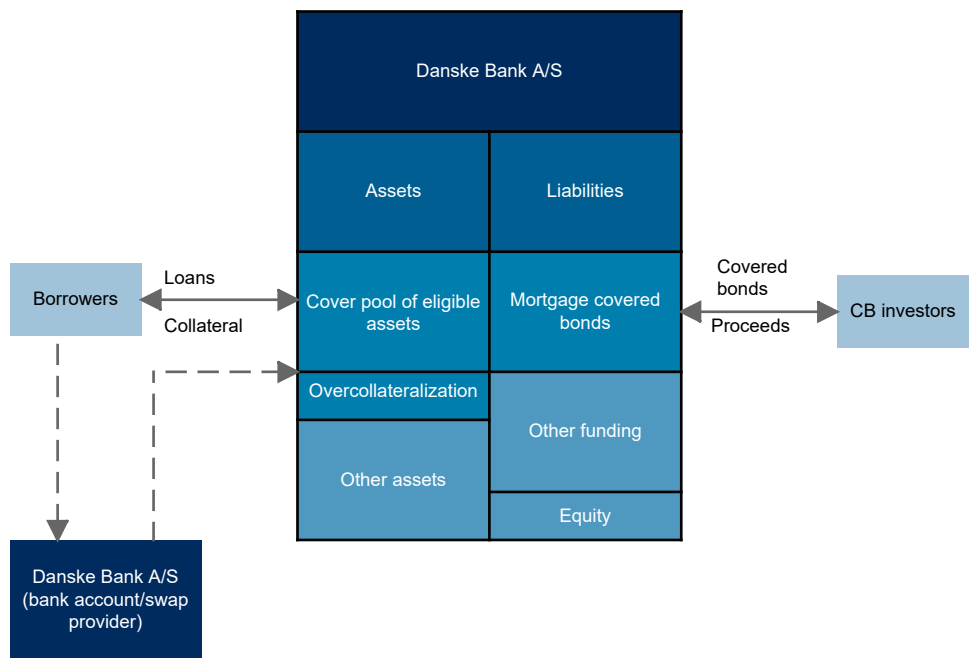 Danske Bank A/S
Assets
Liabilities
Borrowers
Loans
Collateral
Cover pool of eligible
assets
Mortgage covered
bonds
Covered
bonds
Proceeds
CB investors
Overcollateralization
Other funding
Other assets
Equity
Danske Bank A/S
(bank account/swap
provider)